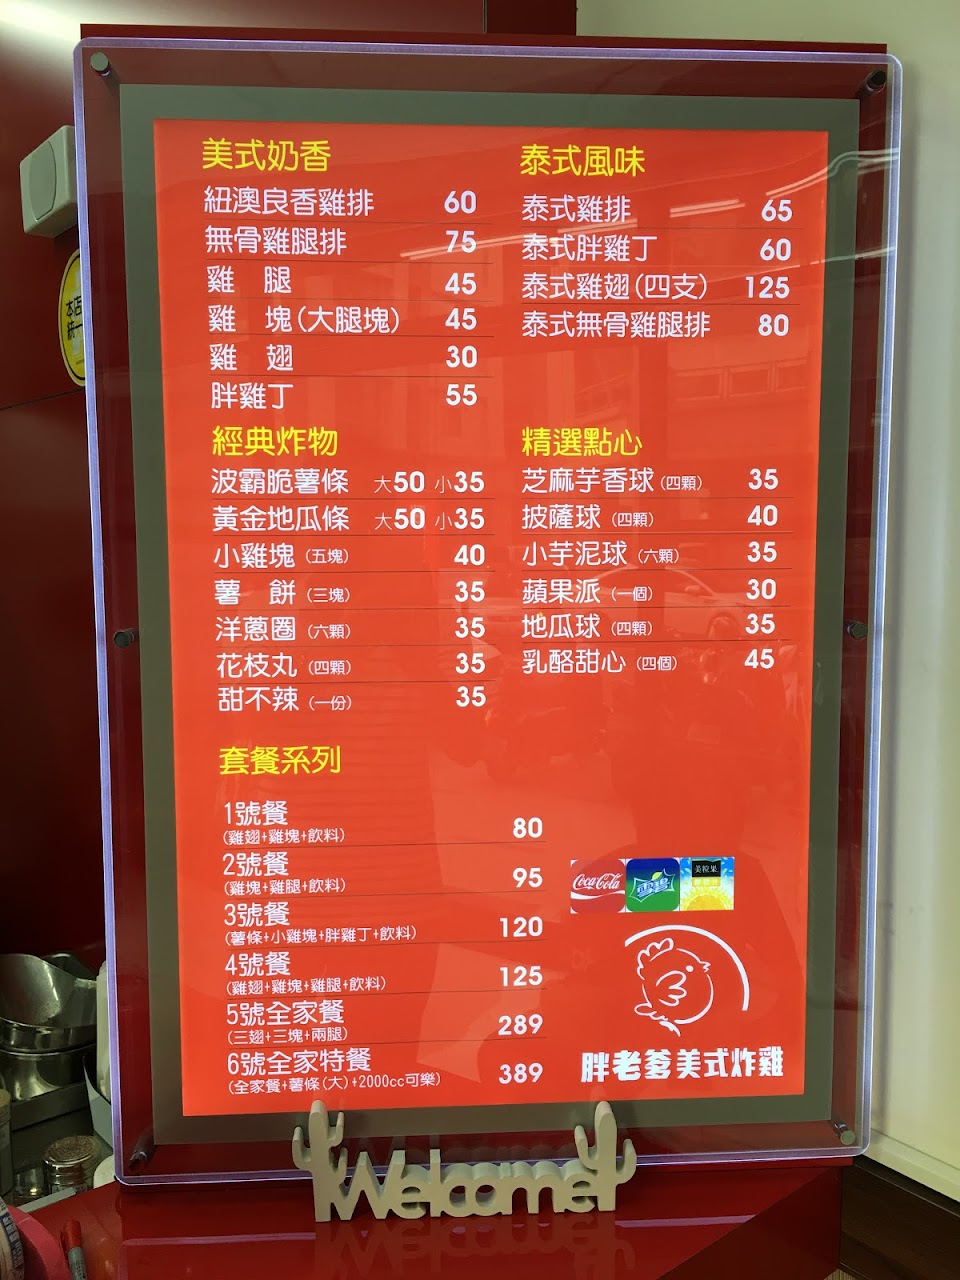 美式奶香
紐澳良香雞排 60
無骨雞腿排 75
雞 腿 45
雞 塊(大腿塊) 45
雞 翅 30
胖雞丁 55
泰式風味
泰式雞排 65
泰式胖雞丁 60
泰式雞翅(四支) 125
泰式無骨雞腿排 80
經典炸物
波霸脆薯條 大50 小35
黃金地瓜條 大50 小35
小雞塊(五塊) 40
薯 餅(三塊) 35
洋蔥圈(六顆) 35
花枝丸(四顆) 35
甜不辣(一份) 35
精選點心
芝麻芋香球(四顆) 35
披薩球(四顆) 40
小芋泥球(六顆) 35
蘋果派(一個) 30
地瓜球(四顆) 35
乳酪甜心(四個) 45
套餐系列
1號餐
(雞翅+雞塊+飲料) 80
2號餐
(雞塊+雞腿+飲料) 95
3號餐
(薯條+小雞塊+胖雞丁+飲料) 120
4號餐
(雞翅+雞塊+雞腿+飲料) 125
5號全家餐
(三翅+三塊+兩腿) 289
6號全家特餐
(全家餐+薯條(大)+2000cc可樂) 389
Coca-Cola
雪碧
美粒果
胖老爹美式炸雞
Welcome
本店